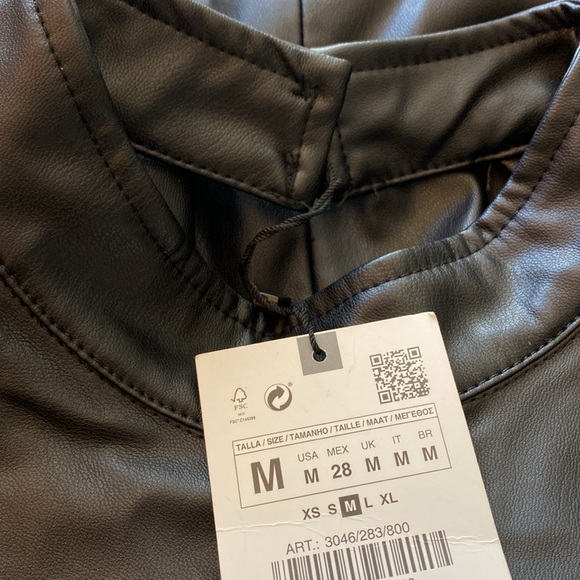 FSC
TALLA / SIZE / TAMANHO / TAILLE / MAAT / ΜΕΓΕΘΟΣ
M
USA MEX UK IT BR
M 28 M M M
XS S M L XL
ART.: 3046/283/800